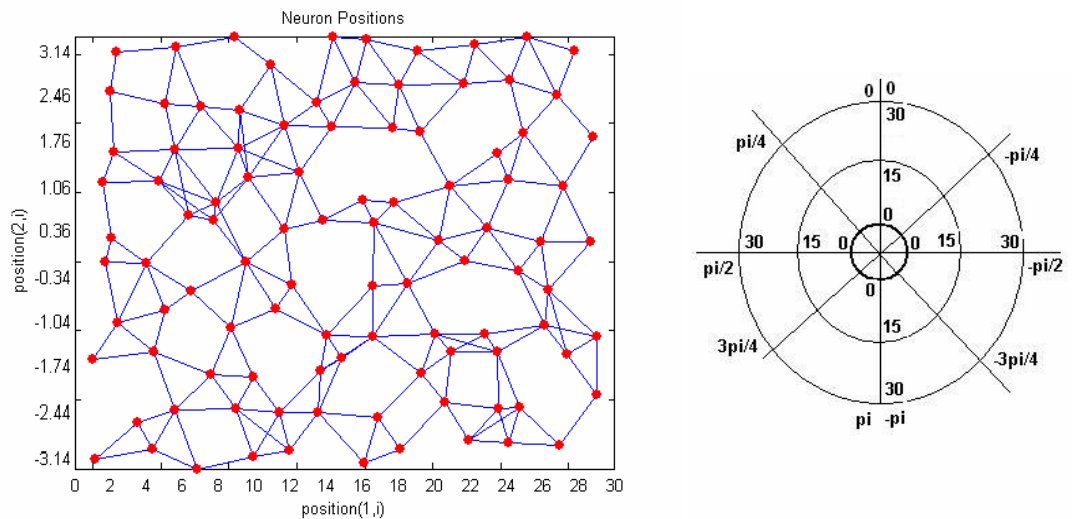 Neuron Positions
3.14
2.46
1.76
1.06
0.36
-0.34
-1.04
-1.74
-2.44
-3.14
position(2,i)
0 2 4 6 8 10 12 14 16 18 20 22 24 26 28 30
position(1,i)
0 0
30
pi/4 -pi/4
15
0
30 15 0 0 15 30
pi/2 -pi/2
0
15
3pi/4 -3pi/4
30
pi -pi